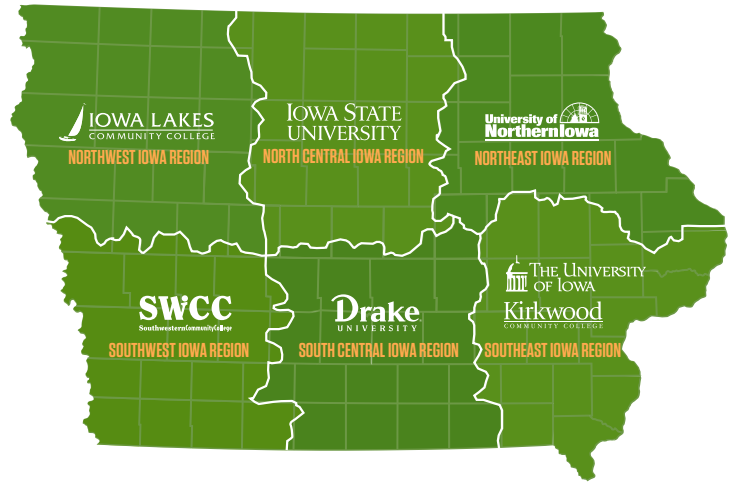 IOWA LAKES
COMMUNITY COLLEGE
NORTHWEST IOWA REGION
IOWA STATE
UNIVERSITY
NORTH CENTRAL IOWA REGION
University of
NorthernIowa
NORTHEAST IOWA REGION
SWCC
SouthwesternCommunityCollege
SOUTHWEST IOWA REGION
Drake
UNIVERSITY
SOUTH CENTRAL IOWA REGION
THE UNIVERSITY
OF IOWA
Kirkwood
COMMUNITY COLLEGE
SOUTHEAST IOWA REGION